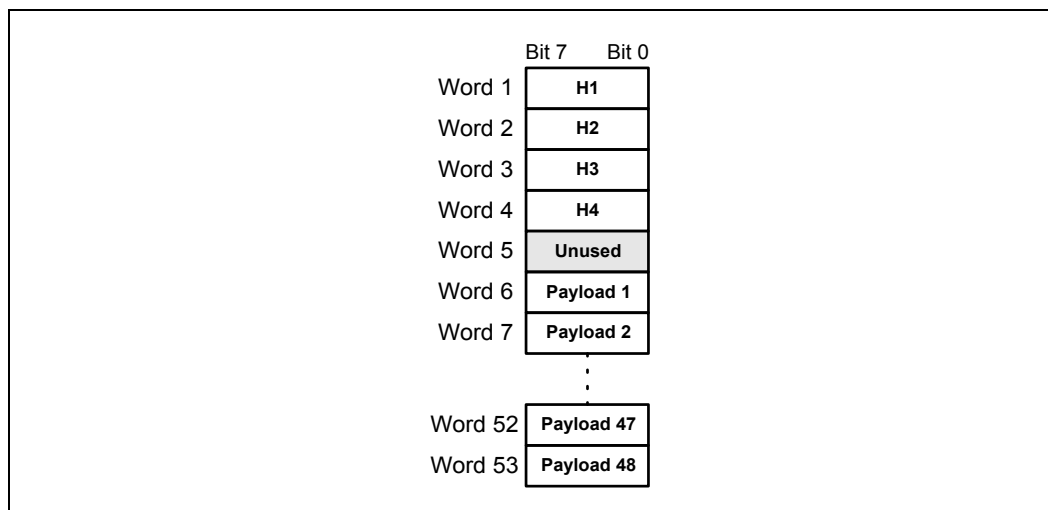 Bit 7 Bit 0
Word 1 H1
Word 2 H2
Word 3 H3
Word 4 H4
Word 5 Unused
Word 6 Payload 1
Word 7 Payload 2
Word 52 Payload 47
Word 53 Payload 48